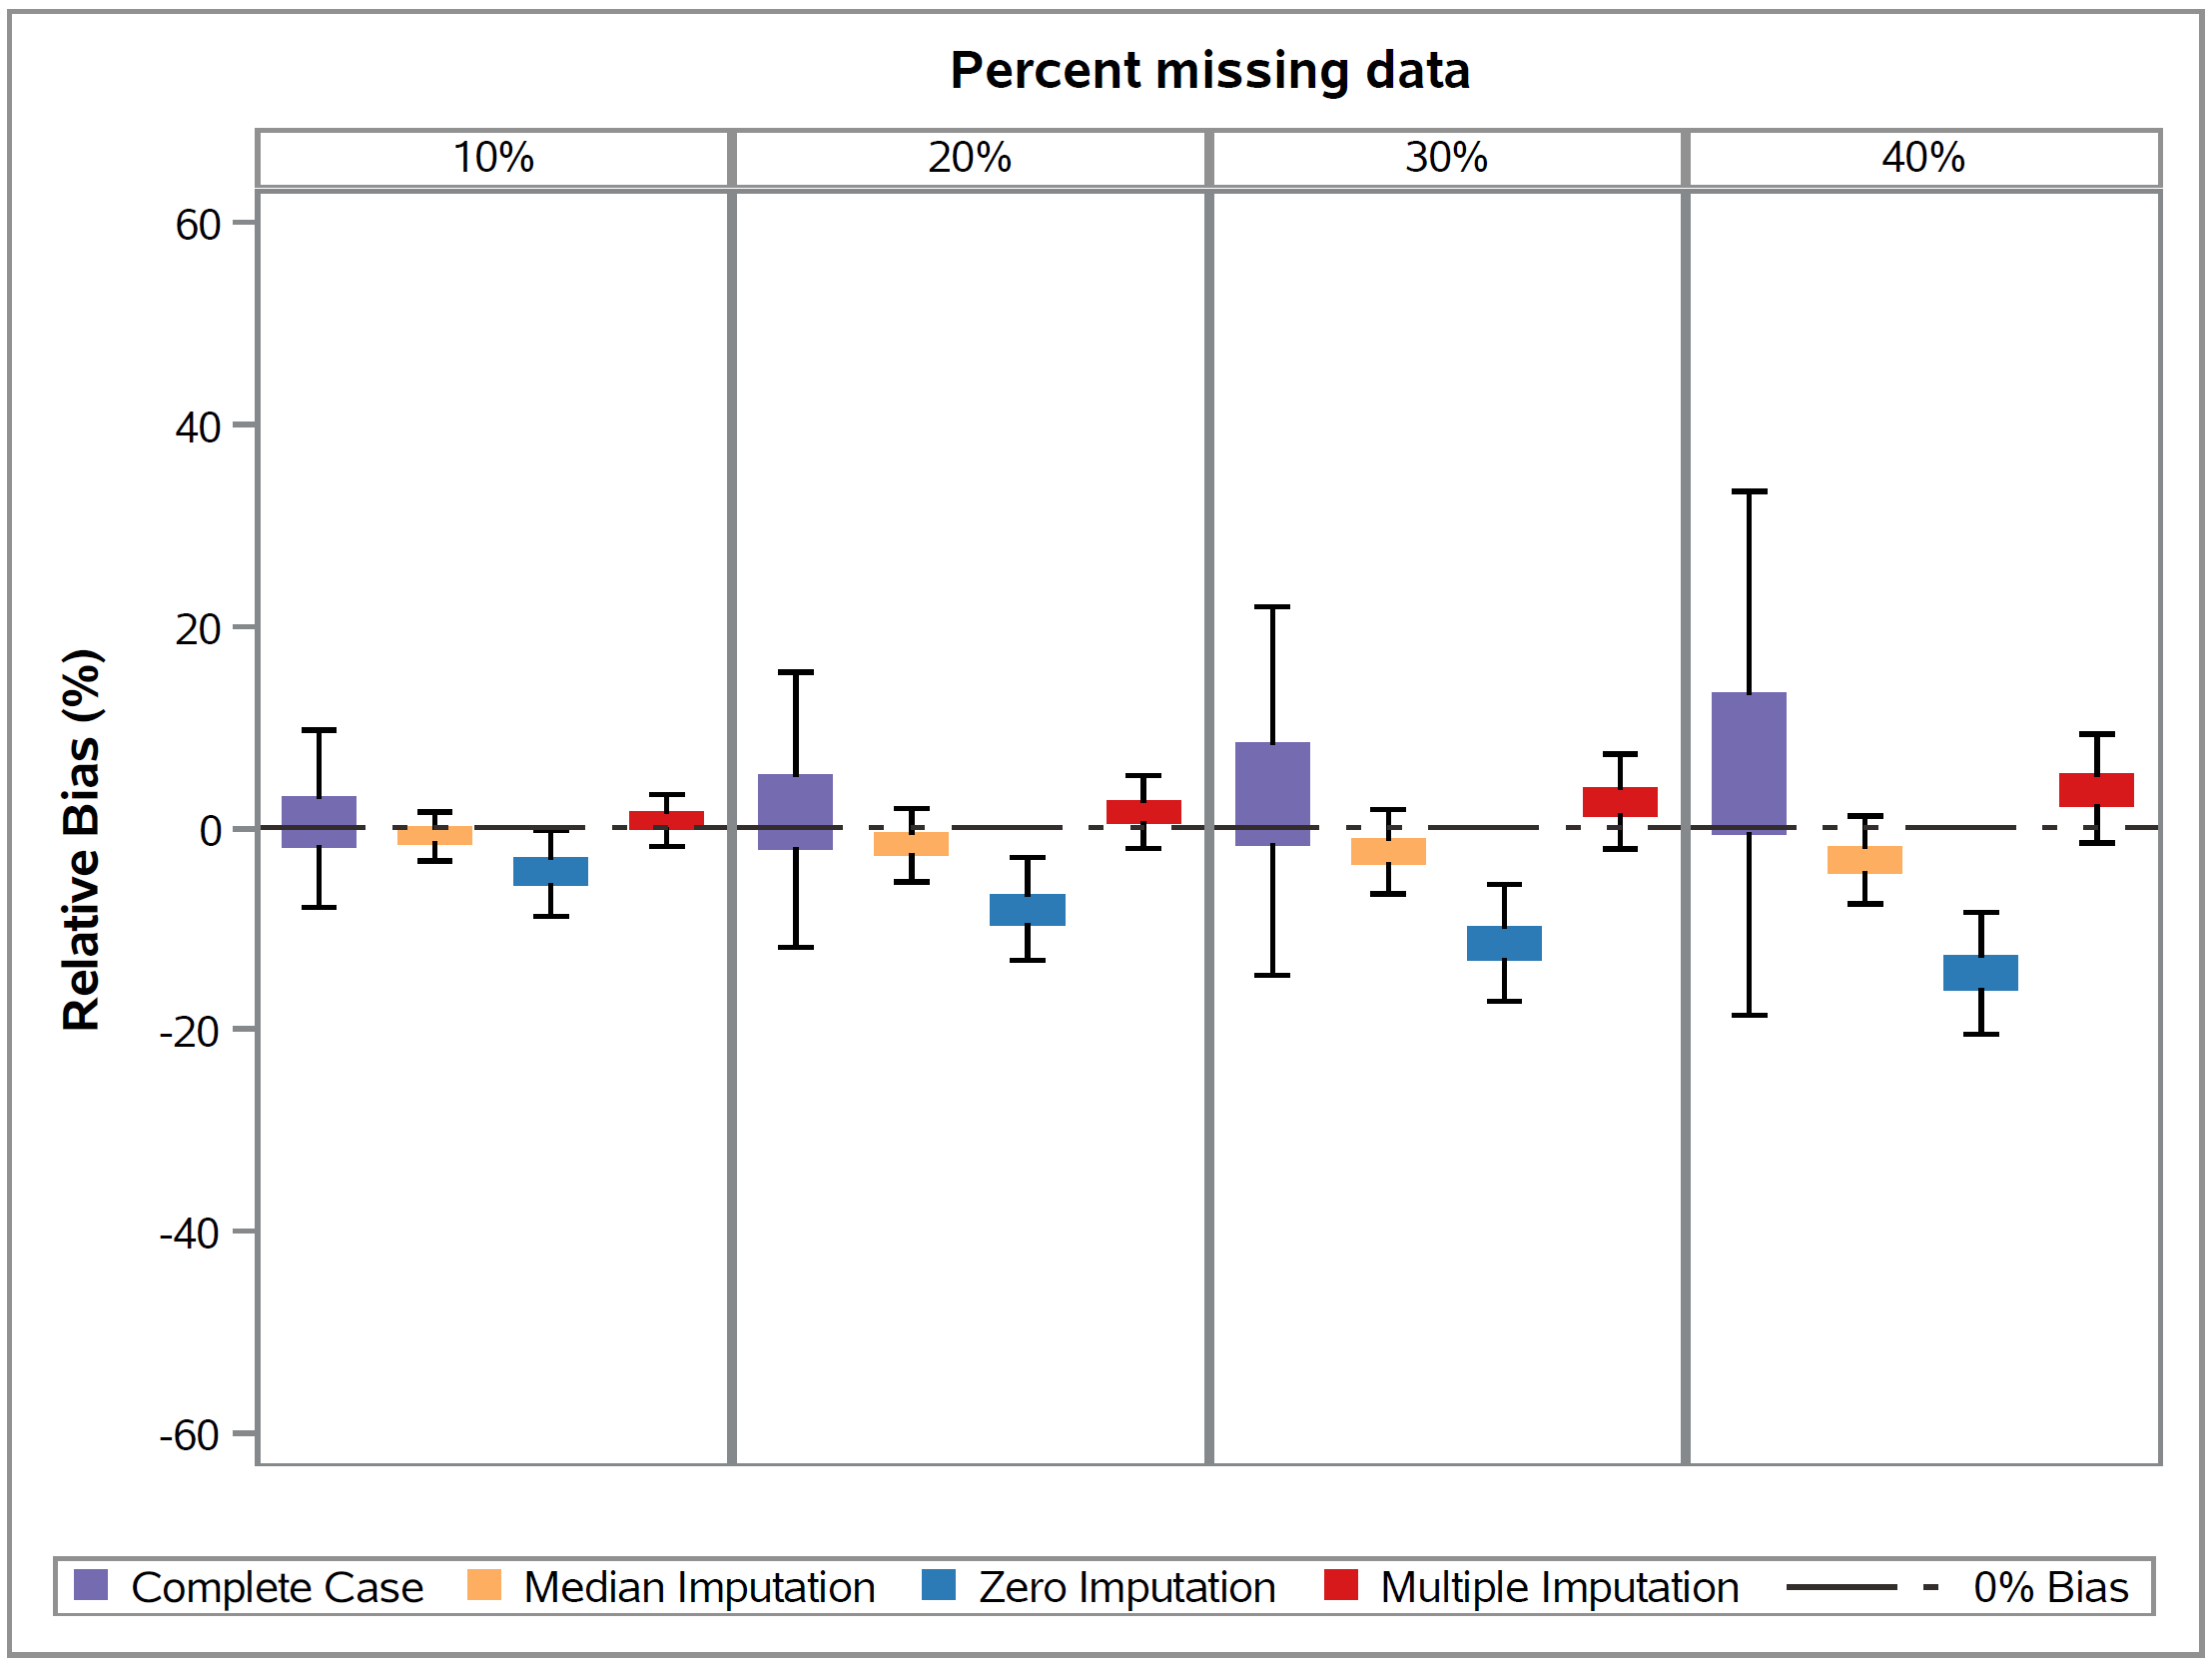 Percent missing data
10% 20% 30% 40%
60
40
20
0
-20
-40
-60
Relative Bias (%)
Complete Case Median Imputation Zero Imputation Multiple Imputation 0% Bias